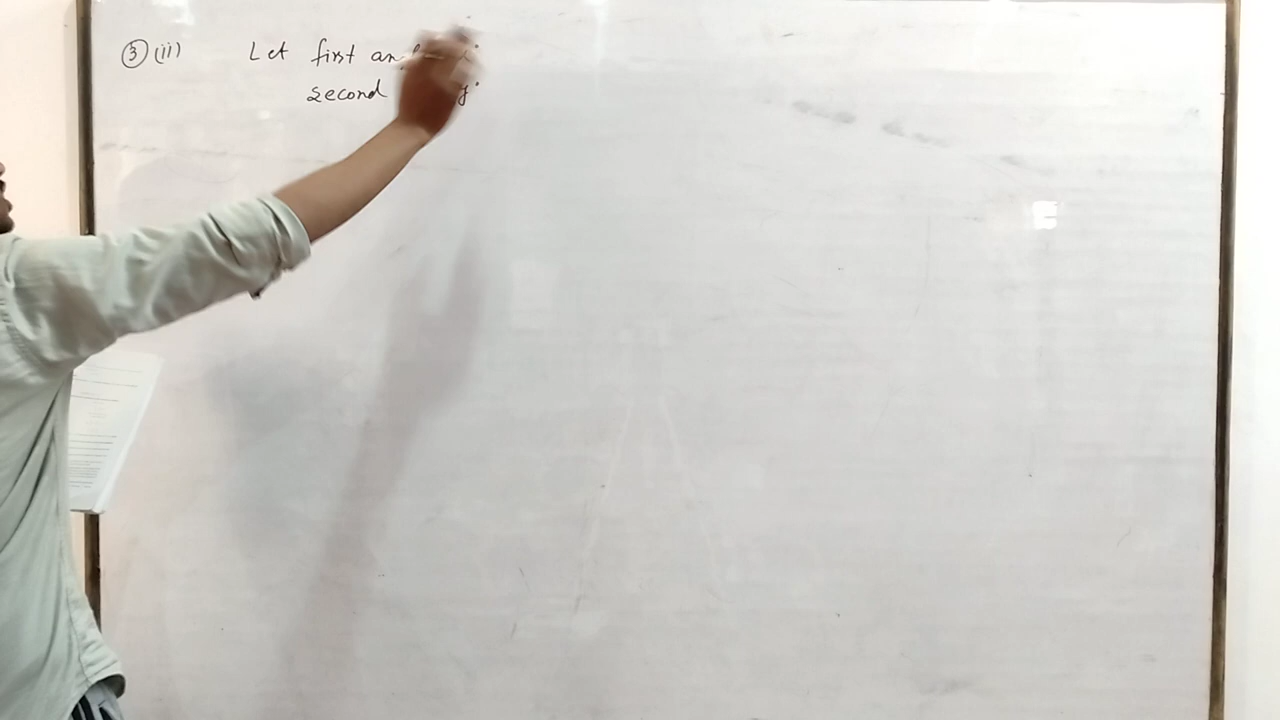 ③ (ii) Let first an
second y°